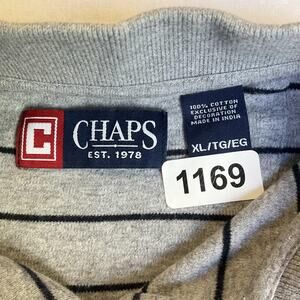 C
CHAPS
EST. 1978
100% COTTON
EXCLUSIVE OF
DECORATION
MADE IN INDIA
XL/TG/EG
1169